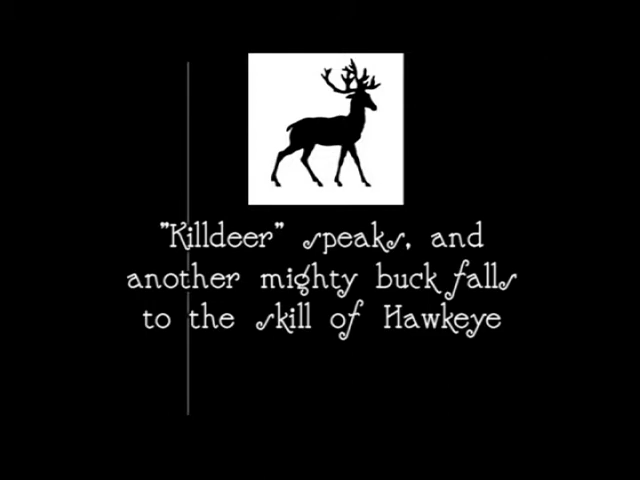 "Killdeer" speaks, and
another mighty buck falls
to the skill of Hawkeye